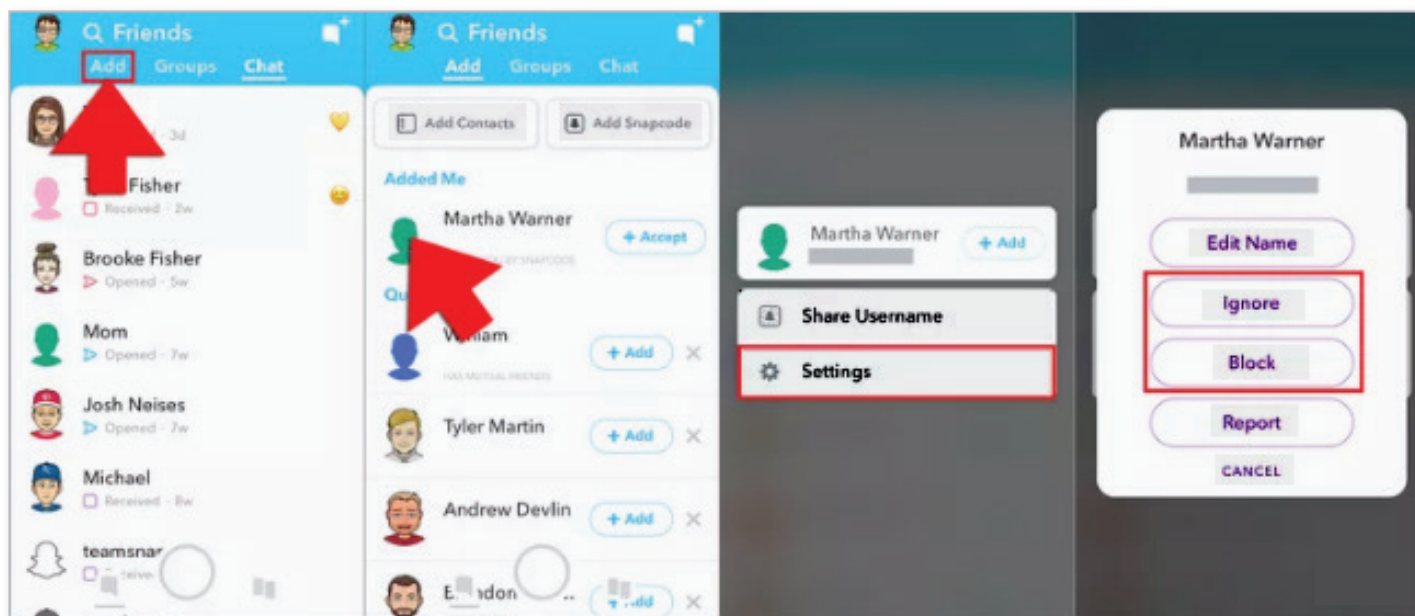 Friends
Add Groups Chat
3d
Fisher
Received - 2w
Brooke Fisher
Opened - 5w
Mom
Opened - 7w
Josh Neises
Opened - 7w
Michael
Received - 8w
Friends
Add Groups Chat
Add Contacts
Add Snapcode
Added Me
Martha Warner
+ Accept
BY SNAPCODE
+ Add
HAS MUTUAL FRIENDS
Tyler Martin
+ Add
Andrew Devlin
+ Add
Martha Warner
+ Add
Share Username
Settings
Martha Warner
Edit Name
Ignore
Block
Report
CANCEL